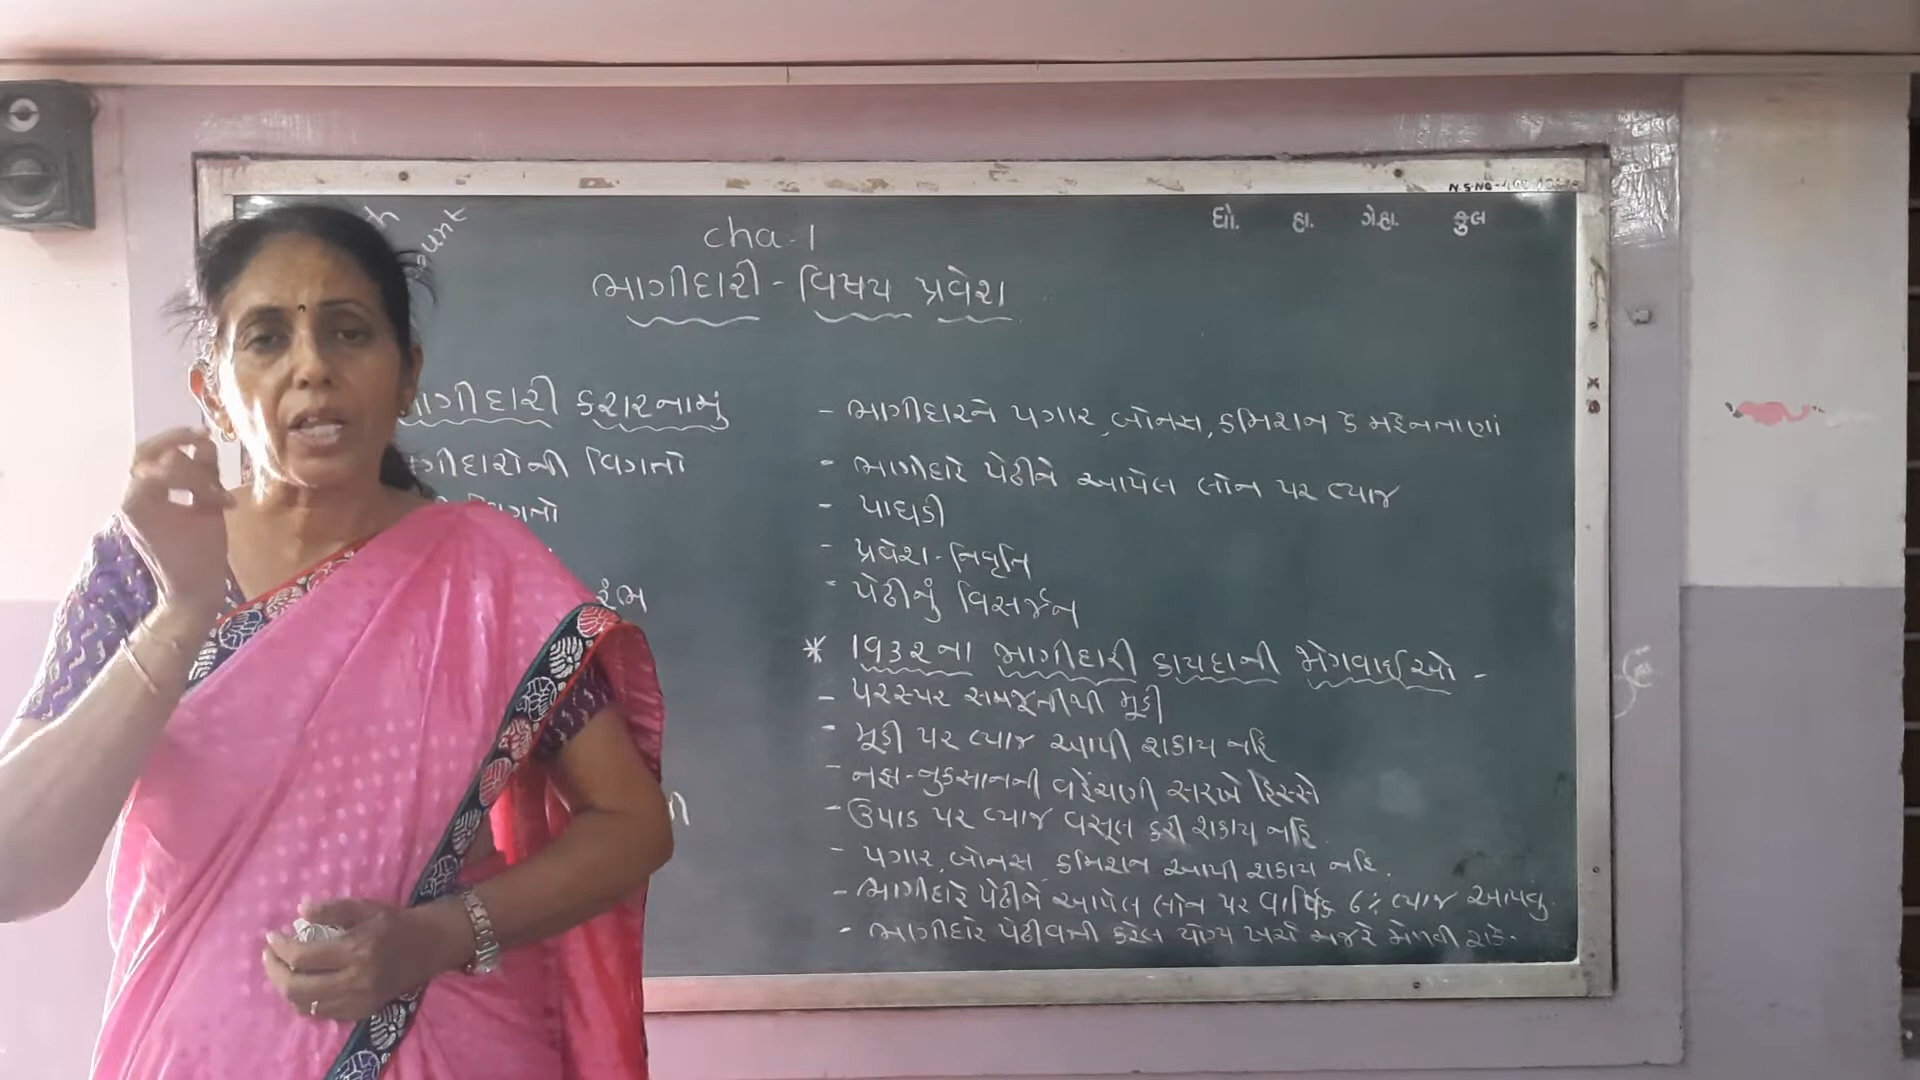 ધો. હા. ગે.હા. કુલ
cha-1
ભાગીદારી - વિષય પ્રવેશ
ભાગીદારી કરારનામું
ભાગીદારોની વિગતો
વિગતો
- ભાગીદારને પગાર, બોનસ, કમિશન કે મહેનતાણાં
- ભાગીદારે પેઢીને આપેલ લોન પર વ્યાજ
- પાઘડી
- પ્રવેશ - નિવૃતિ
- પેઢીનું વિસર્જન
* ૧૯૩૨ના ભાગીદારી કાયદાની જોગવાઈઓ -
- પરસ્પર સમજૂતીથી મૂડી
- મૂડી પર વ્યાજ આપી શકાય નહિ
- નફા-નુકસાનની વહેંચણી સરખે હિસ્સે
- ઉપાડ પર વ્યાજ વસૂલ કરી શકાય નહિ.
- પગાર, બોનસ, કમિશન આપી શકાય નહિ.
- ભાગીદારે પેઢીને આપેલ લોન પર વાર્ષિક ૬% વ્યાજ આપવું.
- ભાગીદારે પેઢીવતી કરેલ યોગ્ય ખર્ચા મજરે મેળવી શકે.